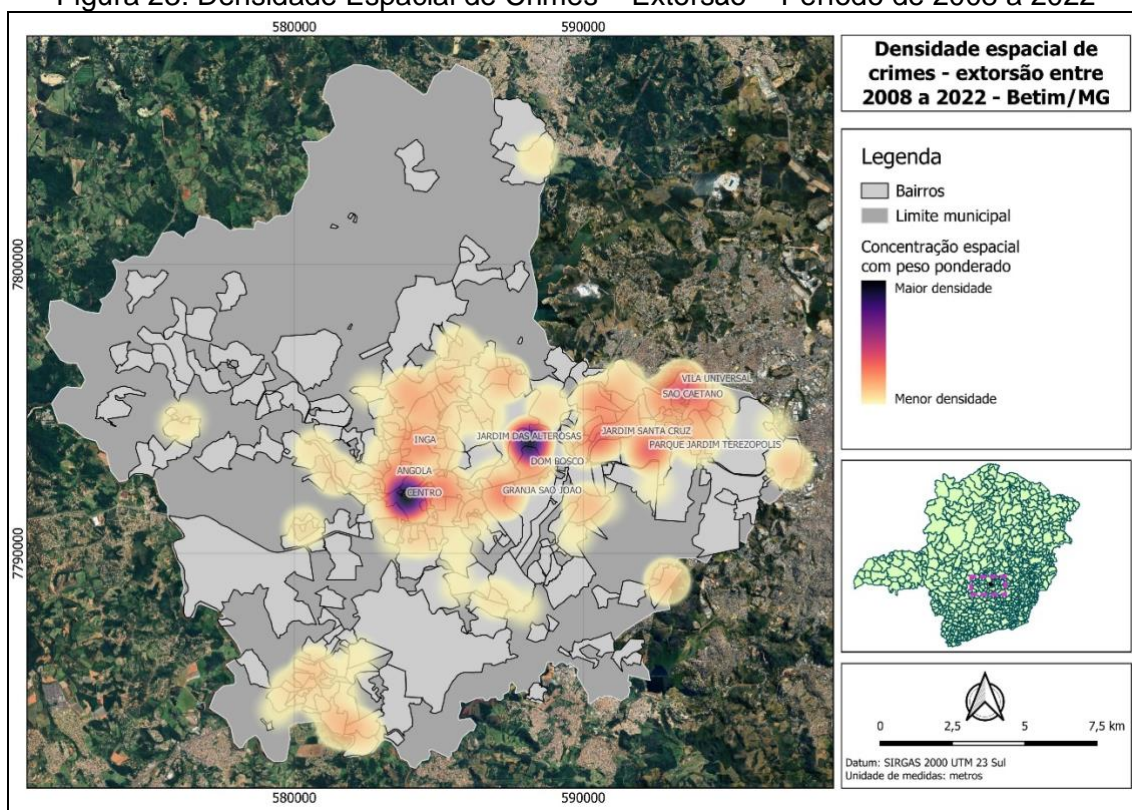 Figura 28: Densidade Espacial de Crimes – Extorsão – Período de 2008 a 2022
580000
590000
Densidade espacial de
crimes - extorsão entre
2008 a 2022 - Betim/MG
Legenda
Bairros
Limite municipal
Concentração espacial
com peso ponderado
Maior densidade
Menor densidade
7800000
7790000
VILA UNIVERSAL
SAO CAETANO
INGA
JARDIM DAS ALTEROSAS
JARDIM SANTA CRUZ
PARQUE JARDIM TEREZOPOLIS
DOM BOSCO
ANGOLA
CENTRO
GRANJA SAO JOAO
0
2,5
5
7,5 km
Datum: SIRGAS 2000 UTM 23 Sul
Unidade de medidas: metros
580000
590000